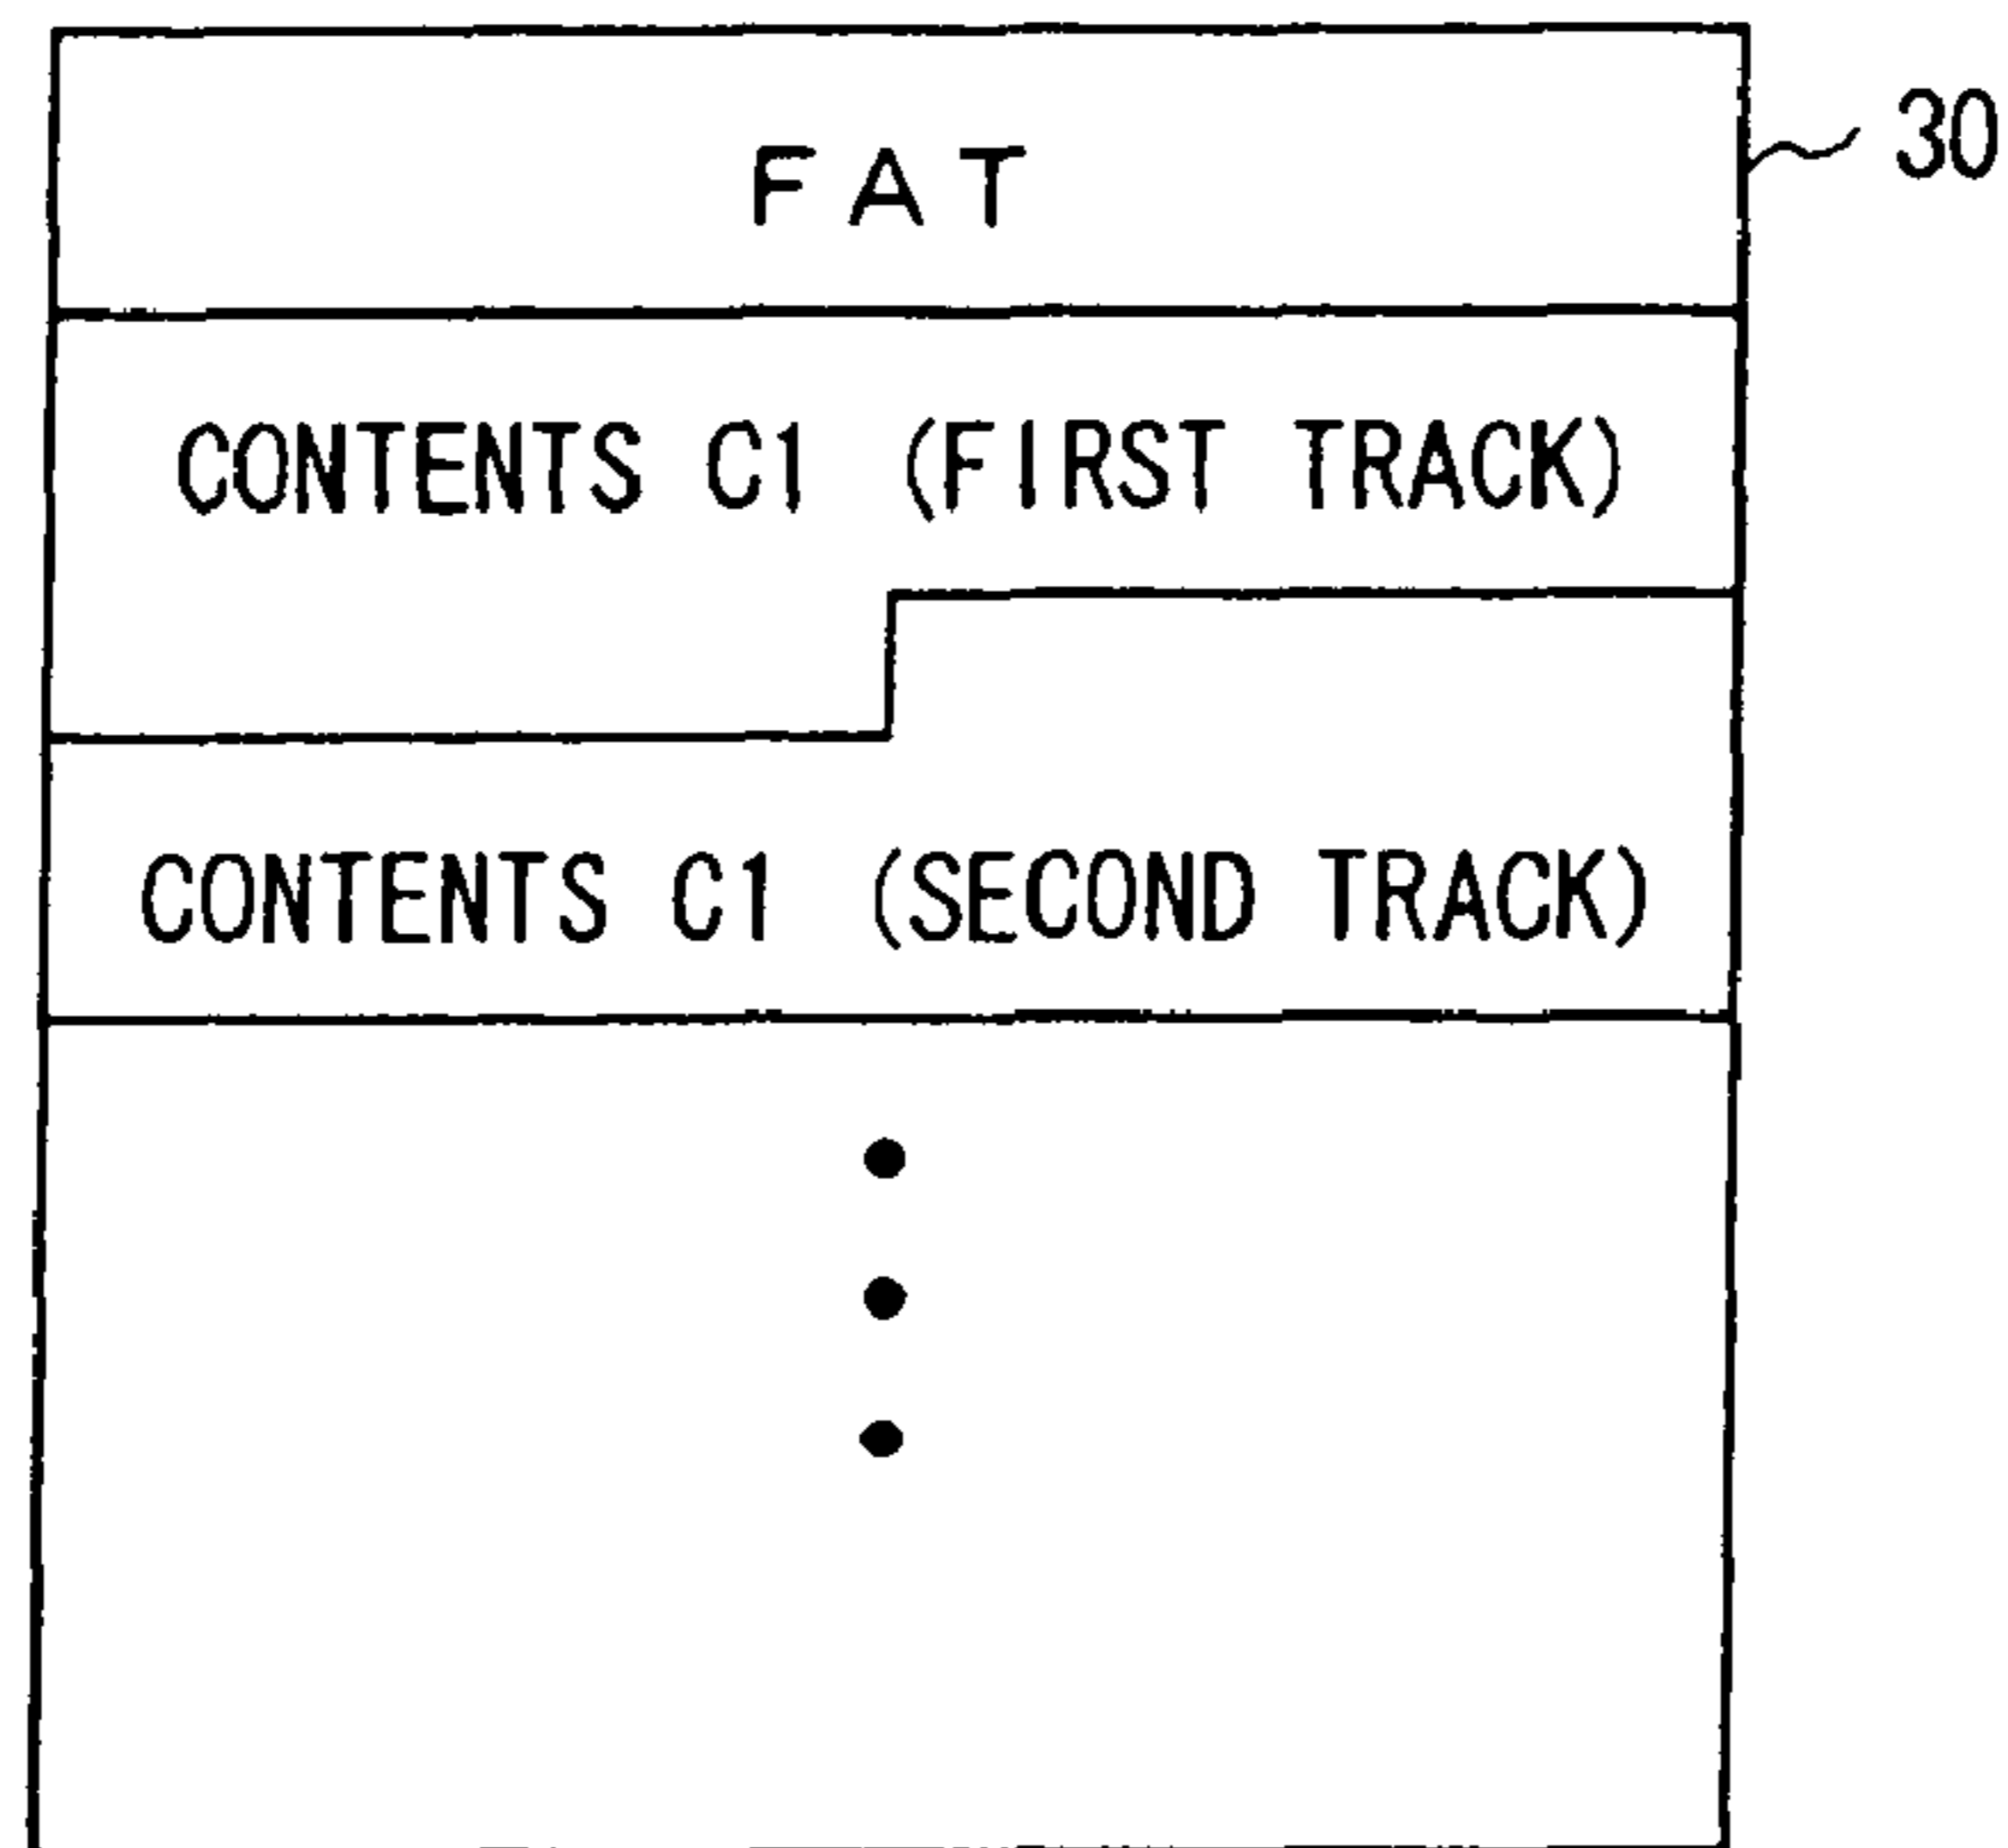 FAT
30
CONTENTS C1 (FIRST TRACK)
CONTENTS C1 (SECOND TRACK)